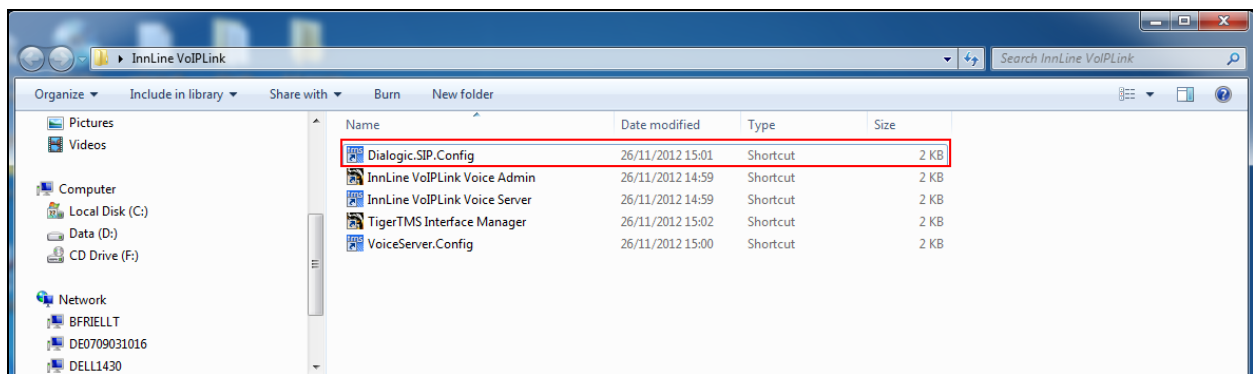 InnLine VoIPLink
Search InnLine VoIPLink
Organize Include in library Share with Burn New folder
Pictures
Videos
Computer
Local Disk (C:)
Data (D:)
CD Drive (F:)
Network
BFRIELLT
DE0709031016
DELL1430
Name Date modified Type Size
Dialogic.SIP.Config 26/11/2012 15:01 Shortcut 2 KB
InnLine VoIPLink Voice Admin 26/11/2012 14:59 Shortcut 2 KB
InnLine VoIPLink Voice Server 26/11/2012 14:59 Shortcut 2 KB
TigerTMS Interface Manager 26/11/2012 15:02 Shortcut 2 KB
VoiceServer.Config 26/11/2012 15:00 Shortcut 2 KB